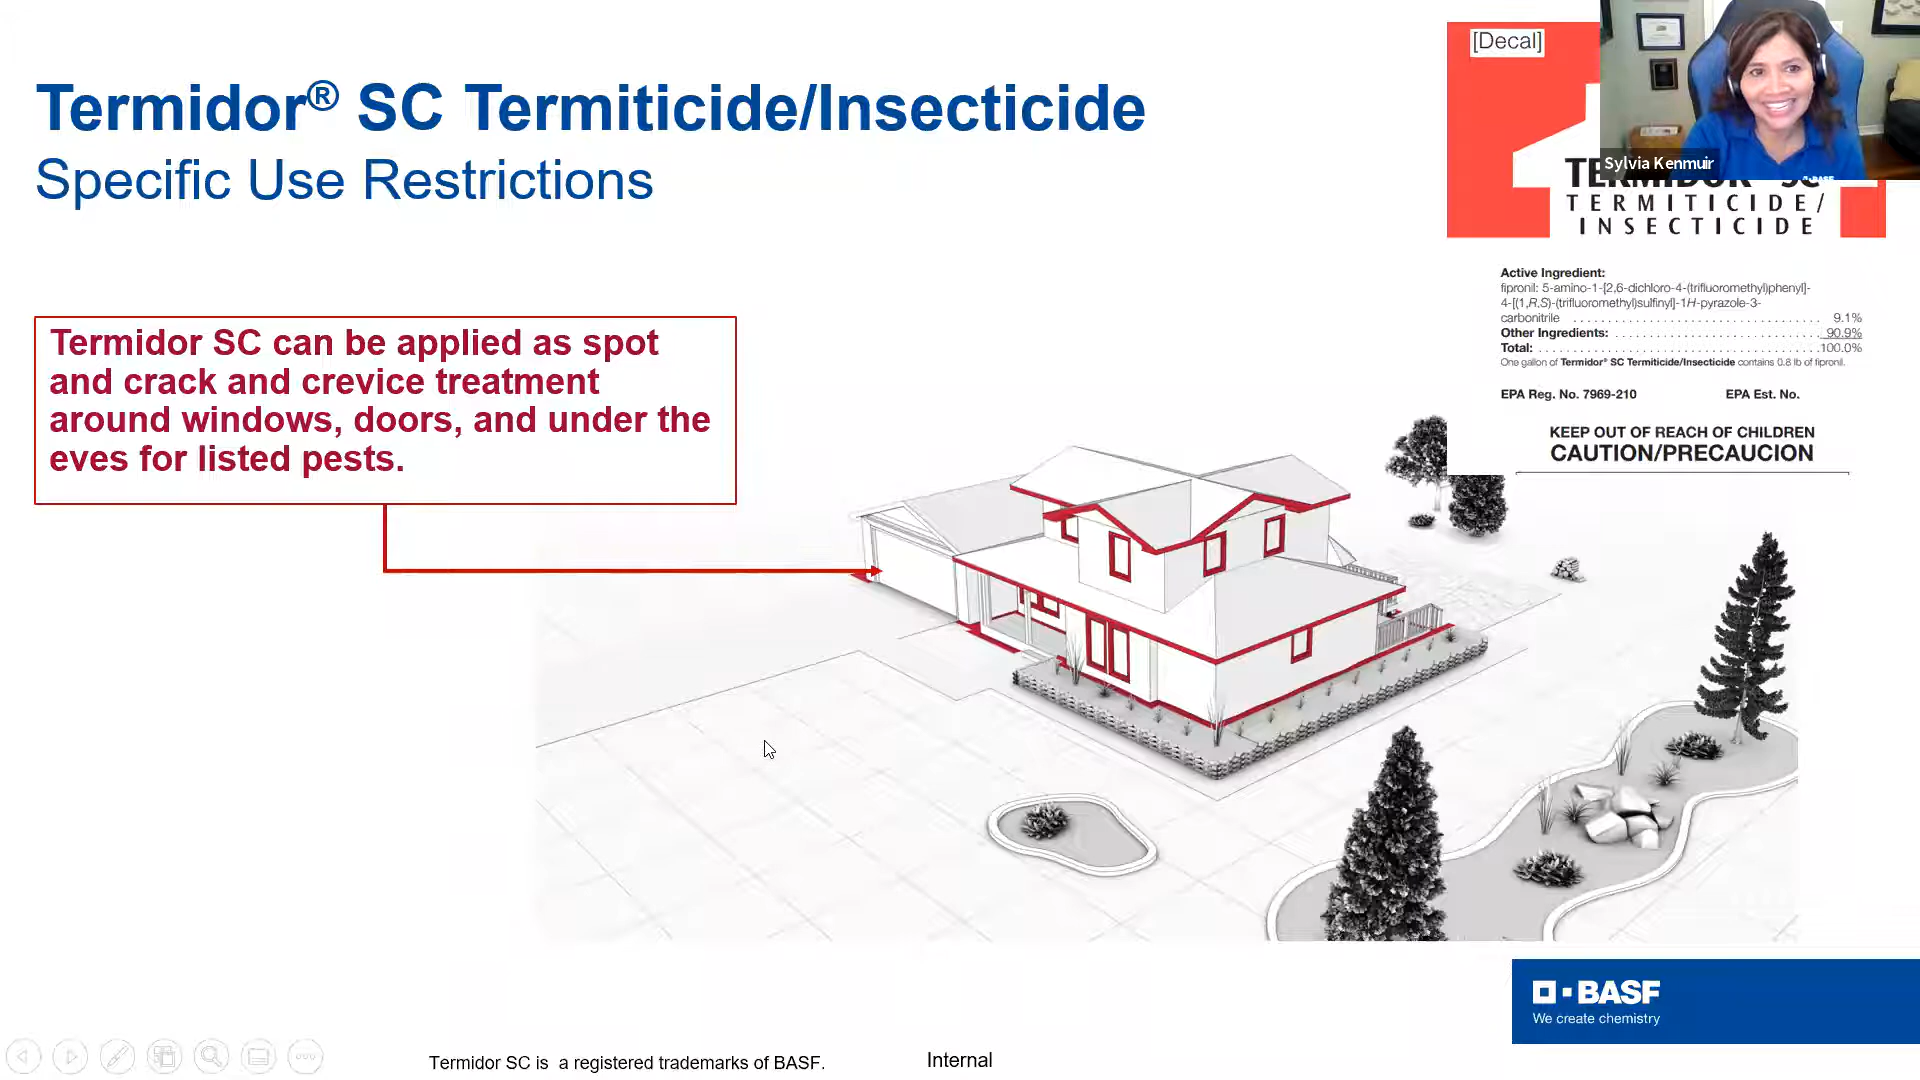 Termidor® SC Termiticide/Insecticide
Specific Use Restrictions
Termidor SC can be applied as spot
and crack and crevice treatment
around windows, doors, and under the
eves for listed pests.
[Decal]
Sylvia Kenmuir
TERMIDOR® SC
TERMITICIDE/
INSECTICIDE
Active Ingredient:
fipronil: 5-amino-1-[2,6-dichloro-4-(trifluoromethyl)phenyl]-
4-[(1,R,S)-(trifluoromethyl)sulfinyl]-1H-pyrazole-3-
carbonitrile . . . . . . . . . . . . . . . . . . . . . . . . . . . . . . . . . 9.1%
Other Ingredients: . . . . . . . . . . . . . . . . . . . . . . . . . . . . 90.9%
Total: . . . . . . . . . . . . . . . . . . . . . . . . . . . . . . . . . . . . . . .100.0%
One gallon of Termidor® SC Termiticide/Insecticide contains 0.8 lb of fipronil.
EPA Reg. No. 7969-210 EPA Est. No.
KEEP OUT OF REACH OF CHILDREN
CAUTION/PRECAUCION
BASF
We create chemistry
Termidor SC is a registered trademarks of BASF.
Internal